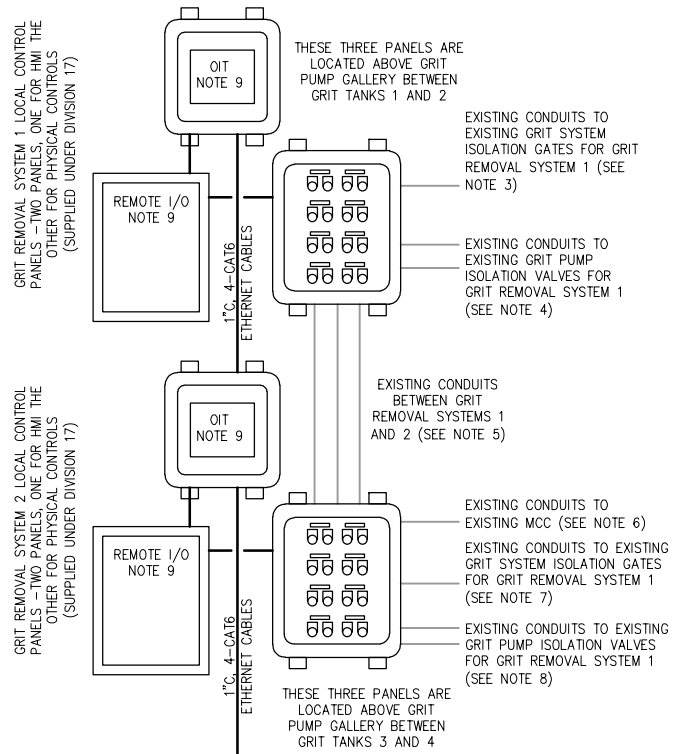 GRIT REMOVAL SYSTEM 1 LOCAL CONTROL
PANELS -TWO PANELS, ONE FOR HMI THE
OTHER FOR PHYSICAL CONTROLS
(SUPPLIED UNDER DIVISION 17)
OIT
NOTE 9
THESE THREE PANELS ARE
LOCATED ABOVE GRIT
PUMP GALLERY BETWEEN
GRIT TANKS 1 AND 2
REMOTE I/O
NOTE 9
1"C, 4-CAT6
ETHERNET CABLES
EXISTING CONDUITS TO
EXISTING GRIT SYSTEM
ISOLATION GATES FOR GRIT
REMOVAL SYSTEM 1 (SEE
NOTE 3)
EXISTING CONDUITS TO
EXISTING GRIT PUMP
ISOLATION VALVES FOR
GRIT REMOVAL SYSTEM 1
(SEE NOTE 4)
EXISTING CONDUITS
BETWEEN GRIT
REMOVAL SYSTEMS 1
AND 2 (SEE NOTE 5)
GRIT REMOVAL SYSTEM 2 LOCAL CONTROL
PANELS -TWO PANELS, ONE FOR HMI THE
OTHER FOR PHYSICAL CONTROLS
(SUPPLIED UNDER DIVISION 17)
OIT
NOTE 9
REMOTE I/O
NOTE 9
1"C, 4-CAT6
ETHERNET CABLES
EXISTING CONDUITS TO
EXISTING MCC (SEE NOTE 6)
EXISTING CONDUITS TO EXISTING
GRIT SYSTEM ISOLATION GATES
FOR GRIT REMOVAL SYSTEM 1
(SEE NOTE 7)
EXISTING CONDUITS TO EXISTING
GRIT PUMP ISOLATION VALVES
FOR GRIT REMOVAL SYSTEM 1
(SEE NOTE 8)
THESE THREE PANELS ARE
LOCATED ABOVE GRIT
PUMP GALLERY BETWEEN
GRIT TANKS 3 AND 4